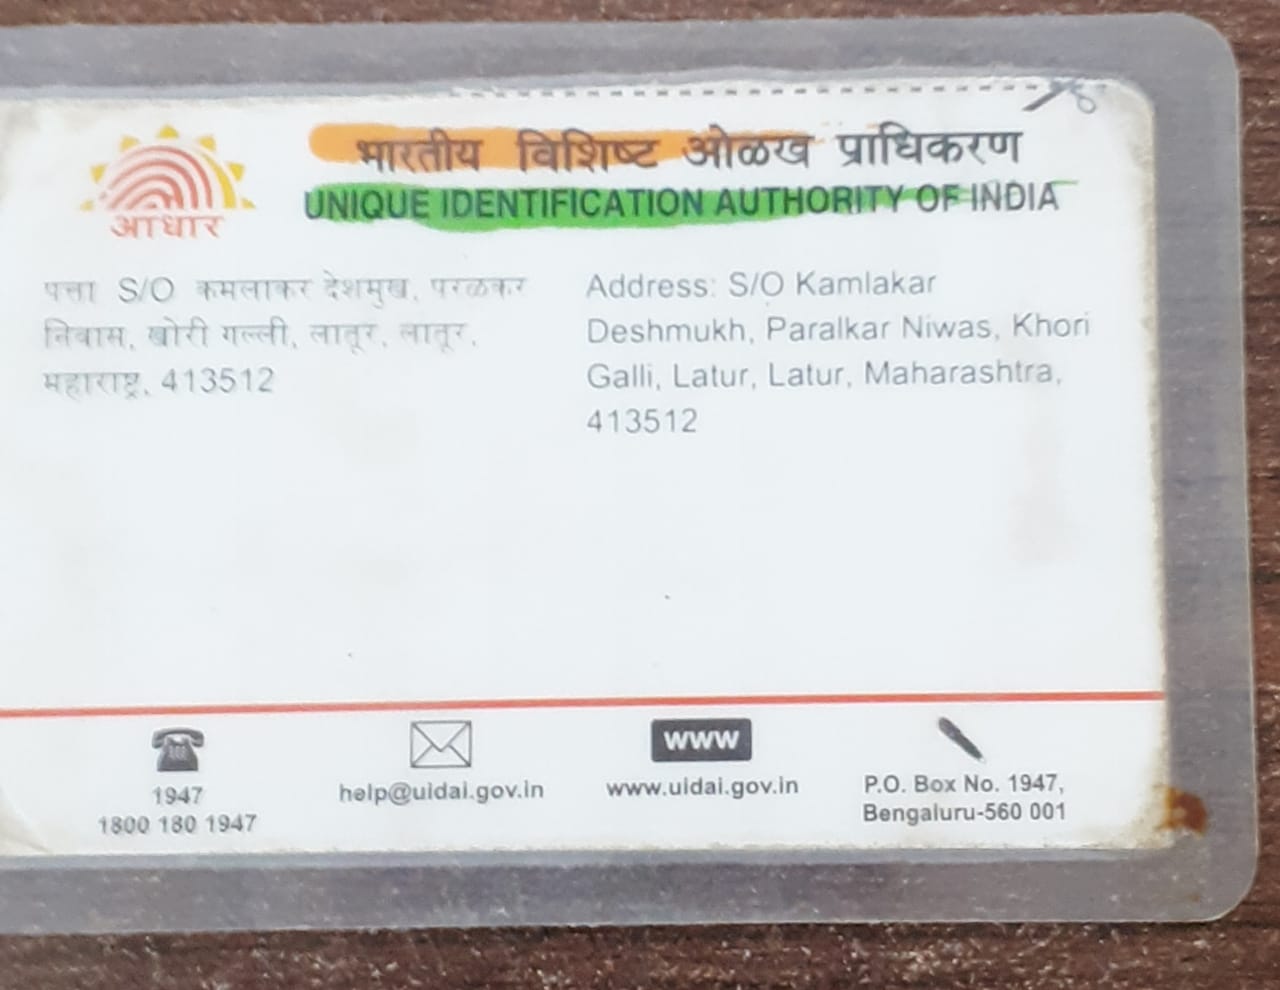 भारतीय विशिष्ट ओळख प्राधिकरण
UNIQUE IDENTIFICATION AUTHORITY OF INDIA
आधार
पत्ता S/O कमलाकर देशमुख, परळकर
निवास, खोरी गल्ली, लातूर, लातूर,
महाराष्ट्र, 413512
Address: S/O Kamlakar
Deshmukh, Paralkar Niwas, Khori
Galli, Latur, Latur, Maharashtra,
413512
1947
1800 180 1947
help@uidai.gov.in
www
www.uidai.gov.in
P.O. Box No. 1947,
Bengaluru-560 001